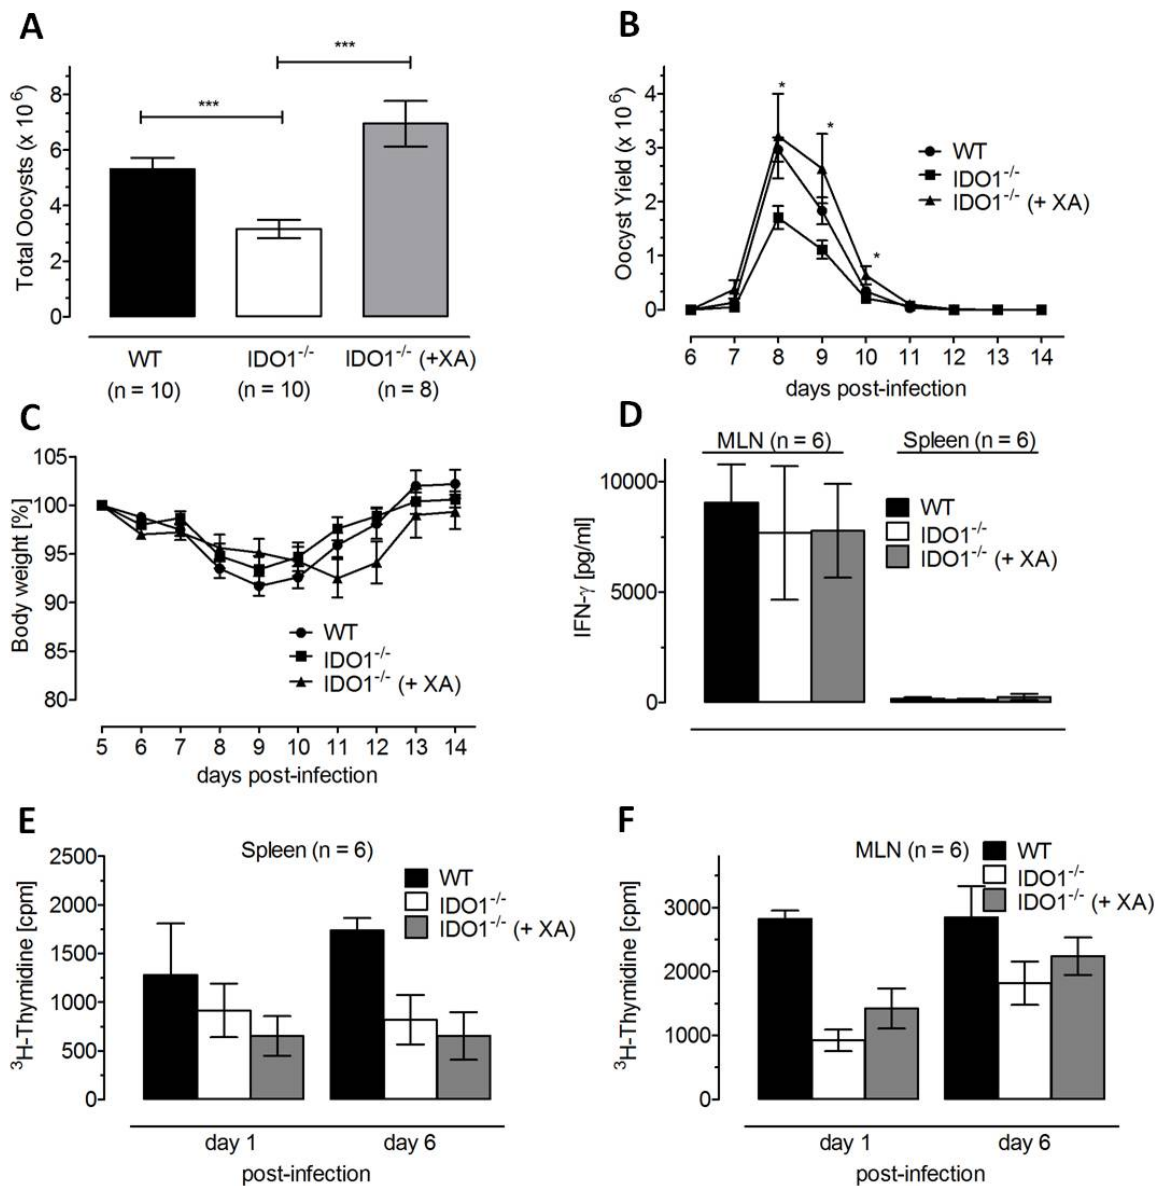 A
Total Oocysts (x 10⁶)
8
6
4
2
0
***
***
WT
(n = 10)
IDO1⁻/⁻
(n = 10)
IDO1⁻/⁻ (+XA)
(n = 8)
B
Oocyst Yield (x 10⁶)
4
3
2
1
0
*
*
*
WT
IDO1⁻/⁻
IDO1⁻/⁻ (+ XA)
6 7 8 9 10 11 12 13 14
days post-infection
C
Body weight [%]
105
100
95
90
85
80
WT
IDO1⁻/⁻
IDO1⁻/⁻ (+ XA)
5 6 7 8 9 10 11 12 13 14
days post-infection
D
IFN-γ [pg/ml]
10000
5000
0
MLN (n = 6)
Spleen (n = 6)
WT
IDO1⁻/⁻
IDO1⁻/⁻ (+ XA)
E
Spleen (n = 6)
³H-Thymidine [cpm]
2500
2000
1500
1000
500
0
WT
IDO1⁻/⁻
IDO1⁻/⁻ (+ XA)
day 1 day 6
post-infection
F
MLN (n = 6)
³H-Thymidine [cpm]
3000
2000
1000
0
WT
IDO1⁻/⁻
IDO1⁻/⁻ (+ XA)
day 1 day 6
post-infection